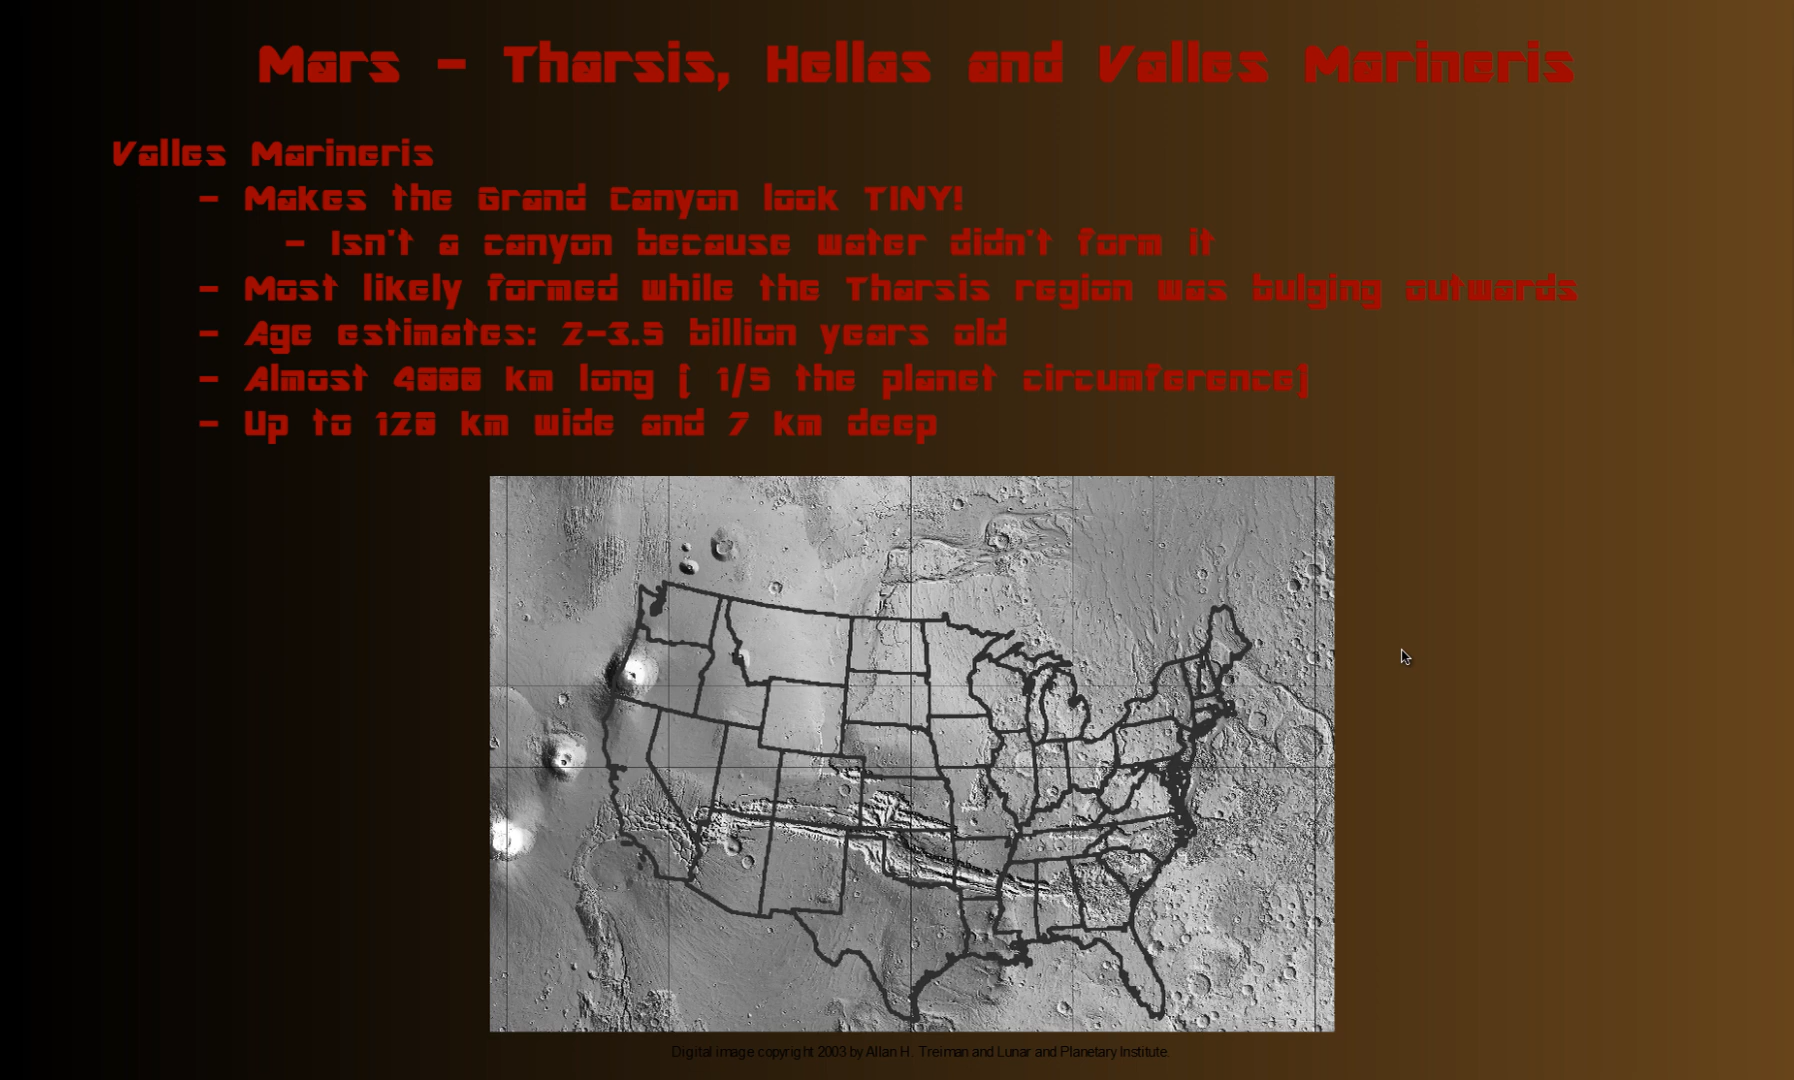 Mars - Tharsis, Hellas and Valles Marineris
Valles Marineris
- Makes the Grand Canyon look TINY!
- Isn't a canyon because water didn't form it
- Most likely formed while the Tharsis region was bulging outwards
- Age estimates: 2-3.5 billion years old
- Almost 4000 km long [ 1/5 the planet circumference]
- Up to 120 km wide and 7 km deep
Digital image copyright 2003 by Allan H. Treiman and Lunar and Planetary Institute.